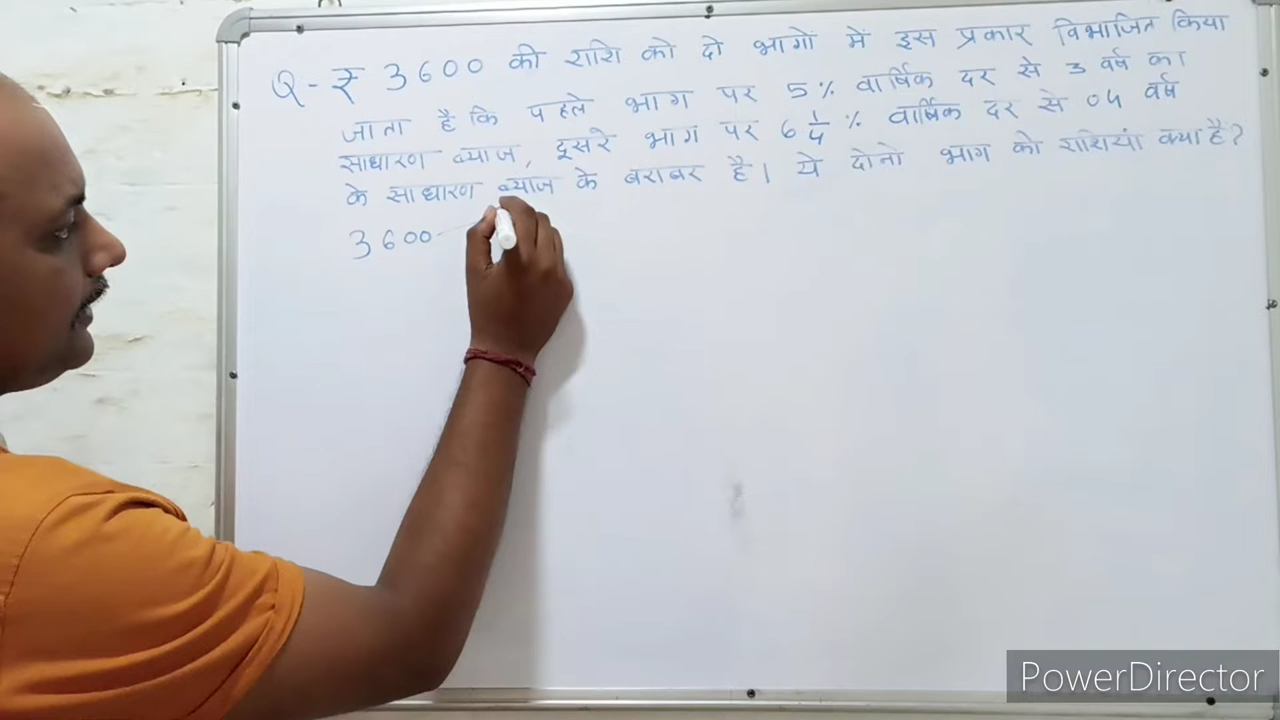 Q - ₹ 3600 की राशि को दो भागों में इस प्रकार विभाजित किया
जाता है कि पहले भाग पर 5% वार्षिक दर से 3 वर्ष का
साधारण ब्याज, दूसरे भाग पर 6 1/4 % वार्षिक दर से 04 वर्ष
के साधारण ब्याज के बराबर है। ये दोनो भाग की राशियां क्या है?
3600
PowerDirector